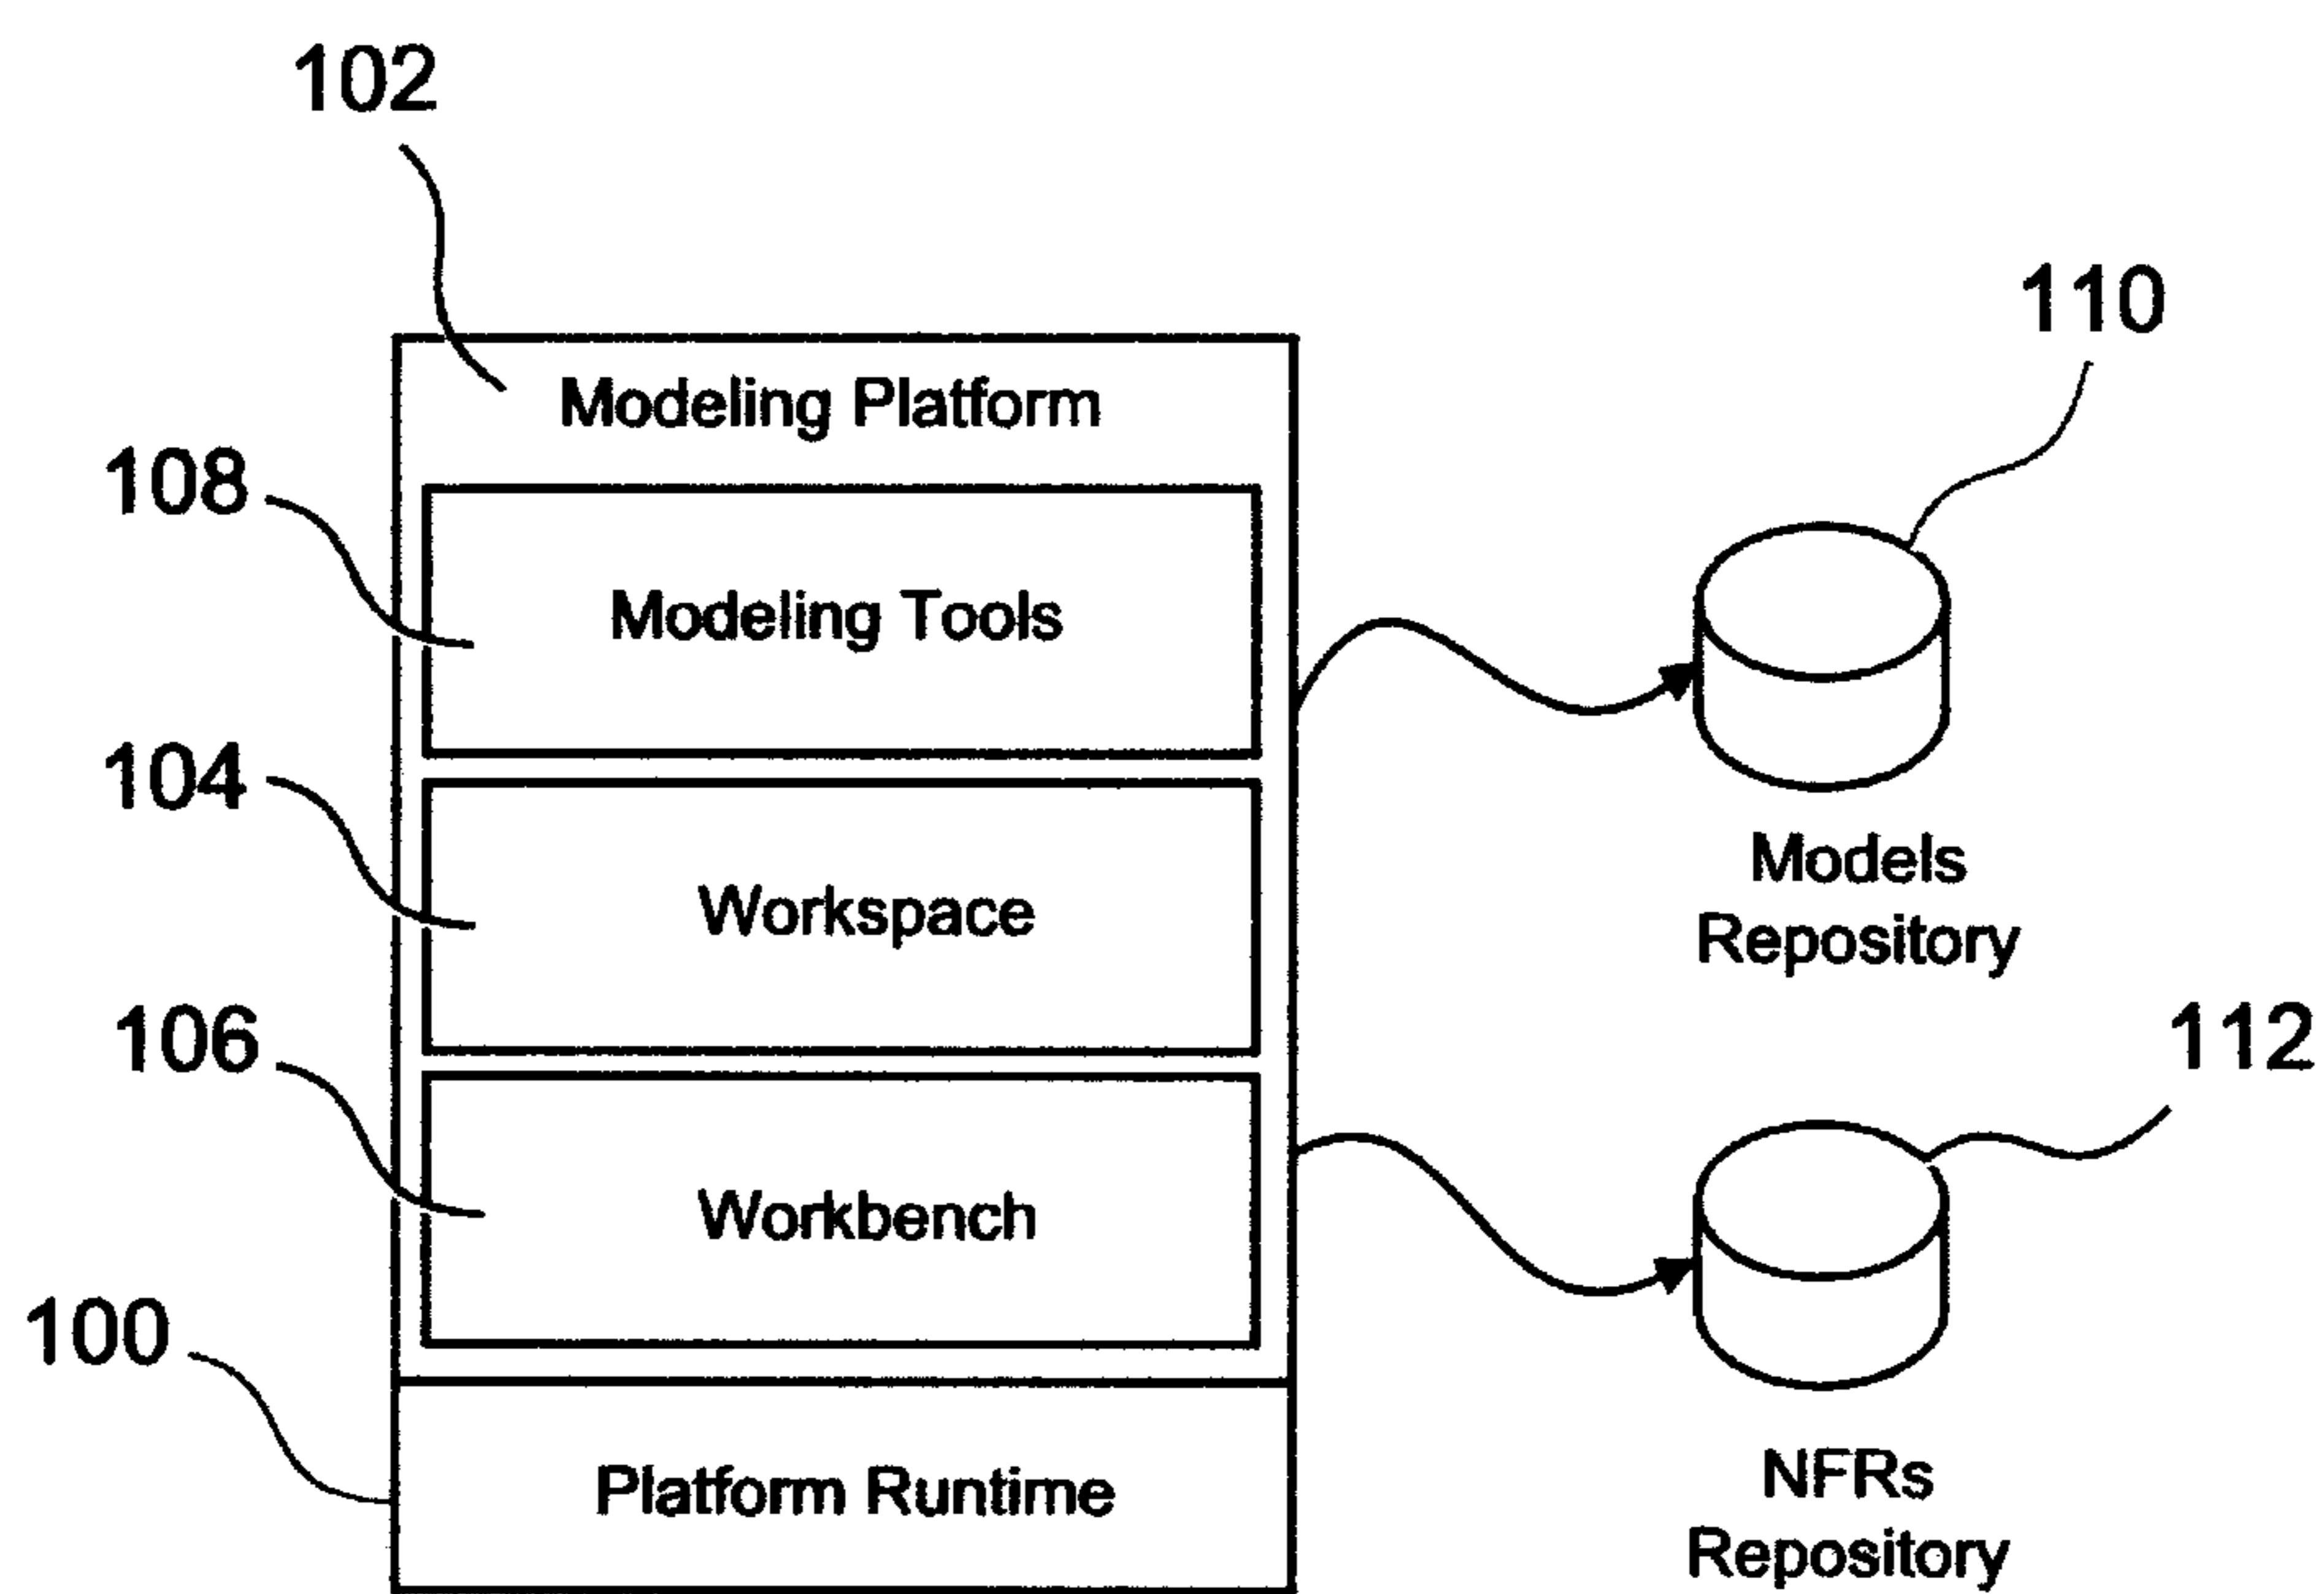 102
110
Modeling Platform
108
Modeling Tools
104
Models
Repository
Workspace
106
112
Workbench
100
Platform Runtime
NFRs
Repository